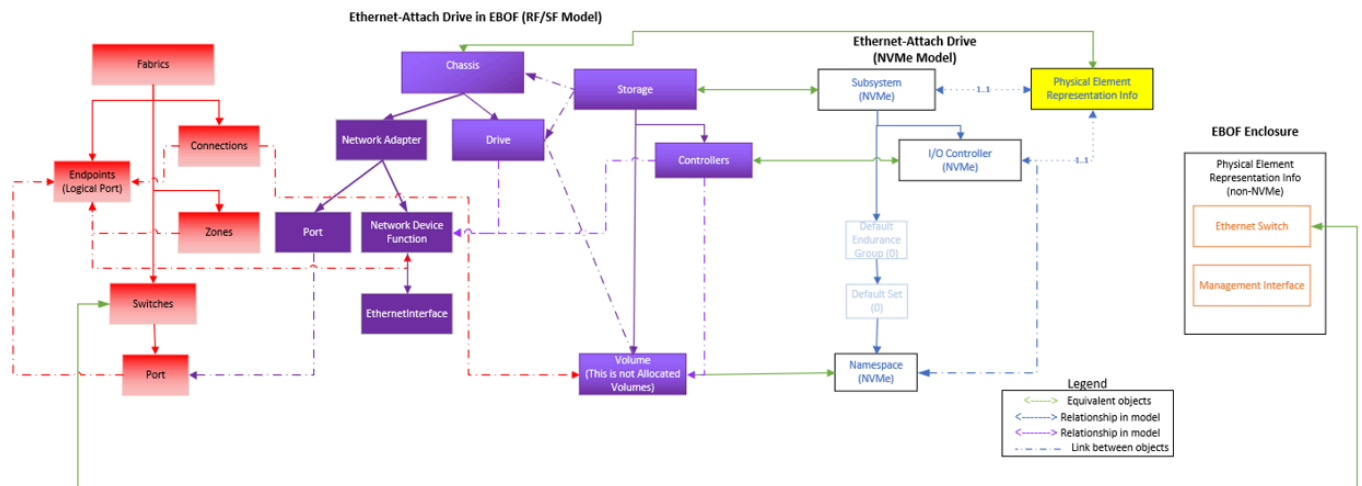 Ethernet-Attach Drive in EBOF (RF/SF Model)
Fabrics
Connections
Endpoints
(Logical Port)
Zones
Switches
Port
Chassis
Network Adapter
Drive
Port
Network Device
Function
EthernetInterface
Storage
Controllers
Volume
(This is not Allocated
Volumes)
Ethernet-Attach Drive
(NVMe Model)
Subsystem
(NVMe)
1..1
Physical Element
Representation Info
I/O Controller
(NVMe)
1..1
Default
Endurance
Group (0)
Default Set
(0)
Namespace
(NVMe)
EBOF Enclosure
Physical Element
Representation Info
(non-NVMe)
Ethernet Switch
Management Interface
Legend
Equivalent objects
Relationship in model
Relationship in model
Link between objects